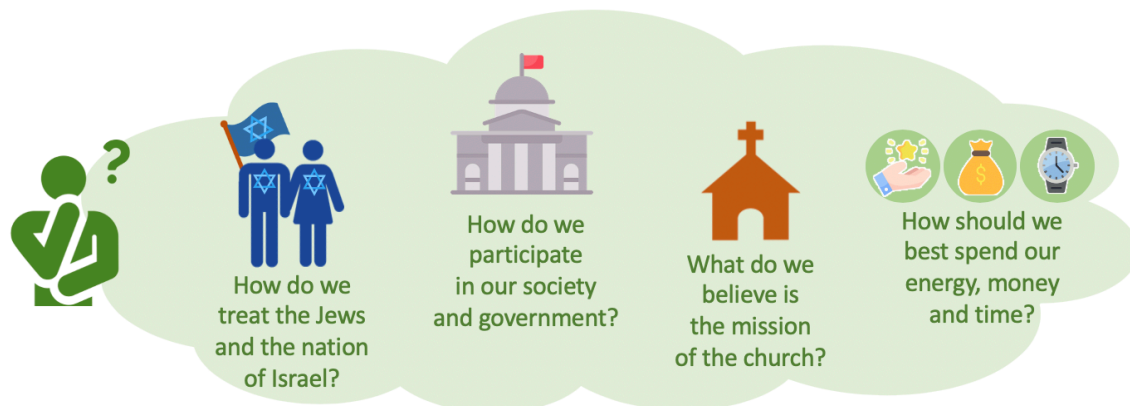 ?
How do we
treat the Jews
and the nation
of Israel?
How do we
participate
in our society
and government?
What do we
believe is
the mission
of the church?
$
How should we
best spend our
energy, money
and time?